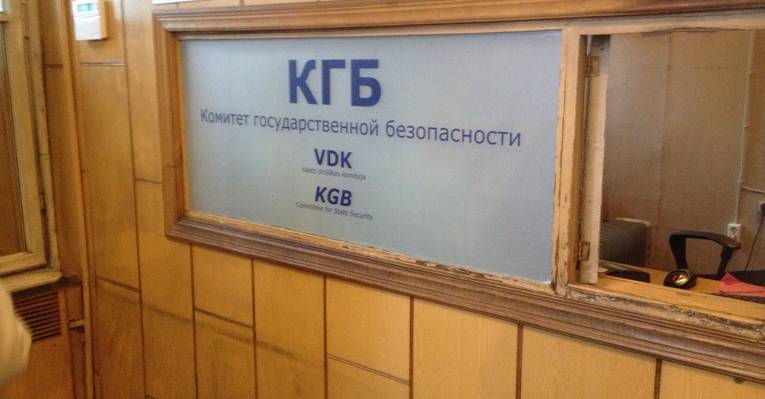 КГБ
Комитет государственной безопасности
VDK
valsts drošības komiteja
KGB
Committee for State Security